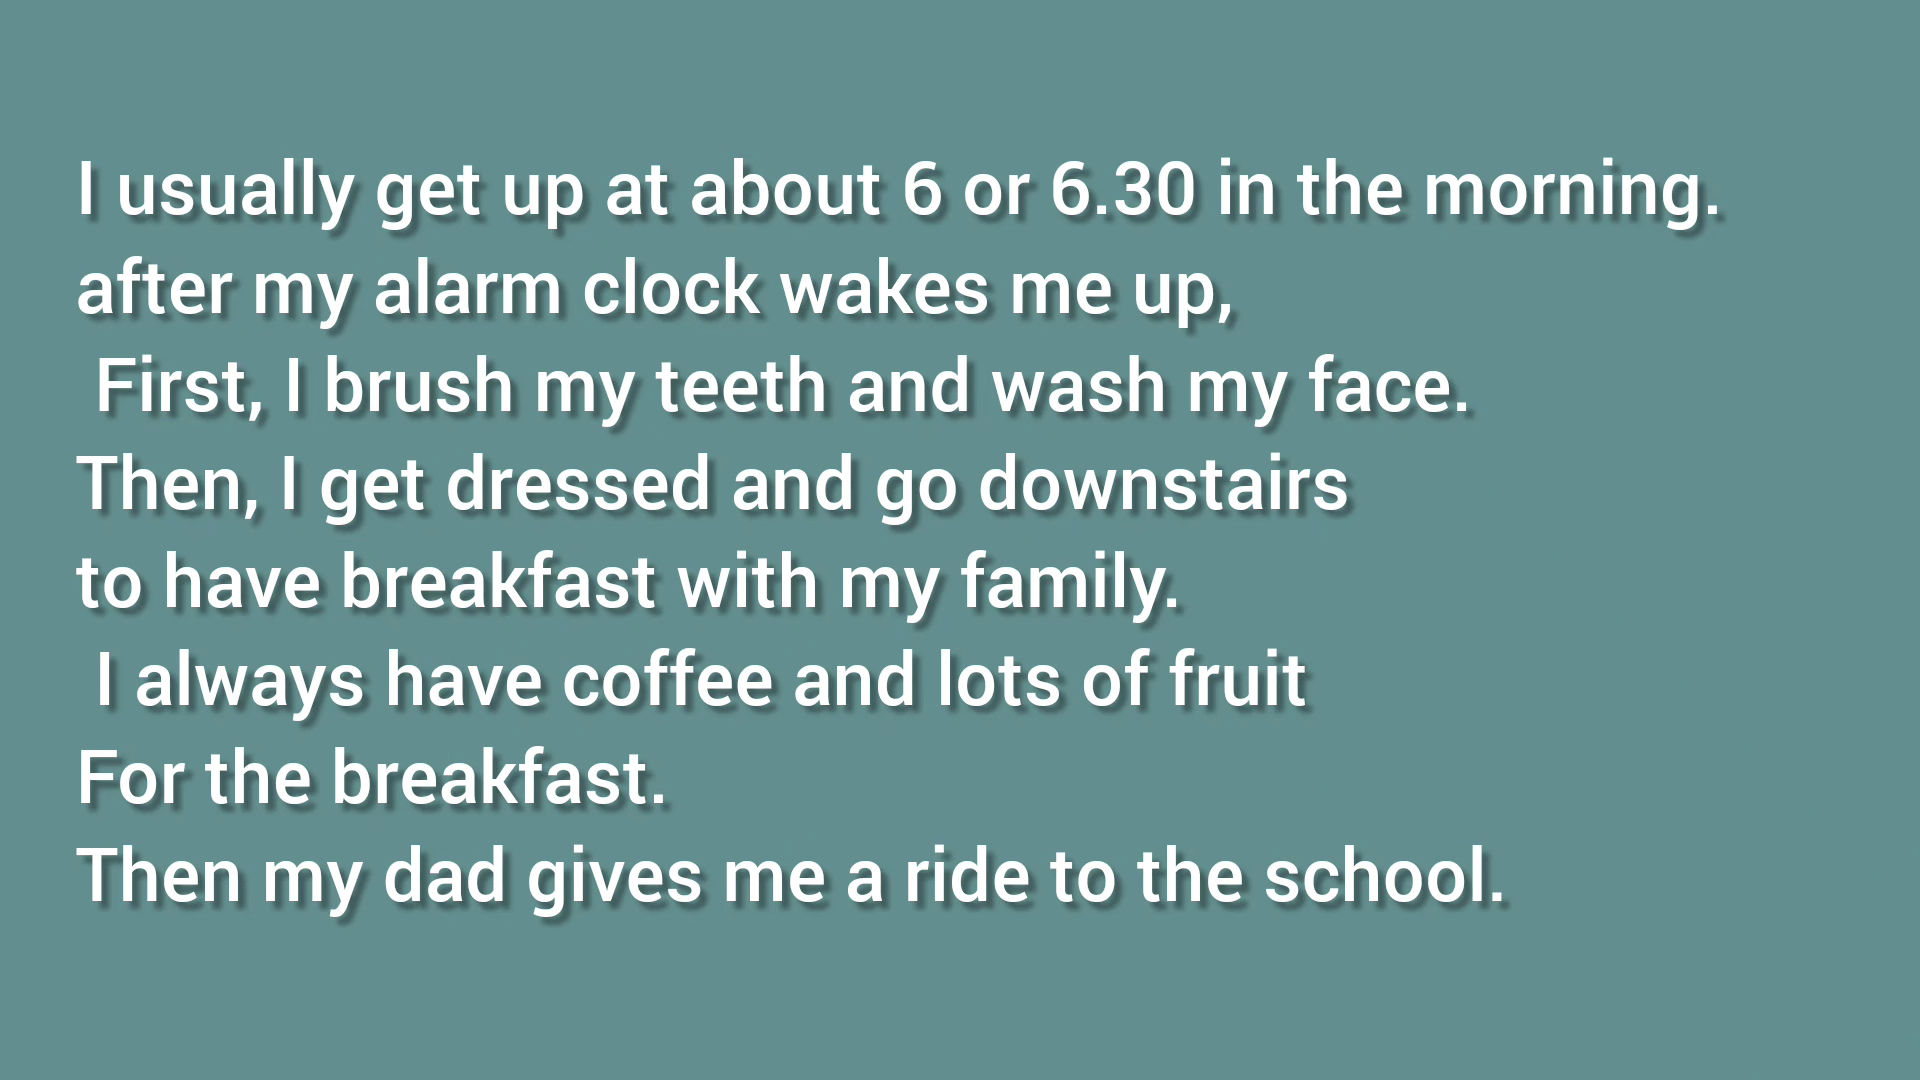 I usually get up at about 6 or 6.30 in the morning.
after my alarm clock wakes me up,
First, I brush my teeth and wash my face.
Then, I get dressed and go downstairs
to have breakfast with my family.
I always have coffee and lots of fruit
For the breakfast.
Then my dad gives me a ride to the school.